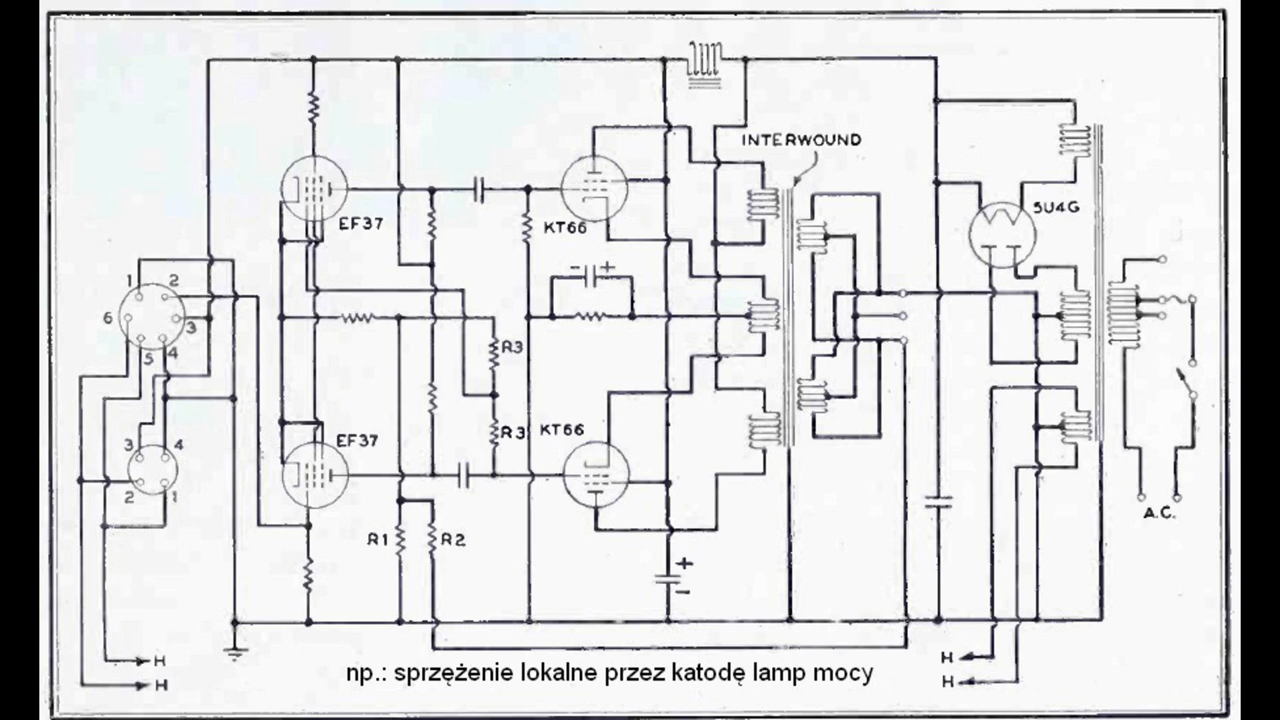 INTERWOUND
5U4G
EF37
KT66
1 2
6 3
5 4
R3
R3
EF37
KT66
3 4
2 1
R1 R2
- +
+
-
A.C.
H
H
H
H
np.: sprzężenie lokalne przez katodę lamp mocy